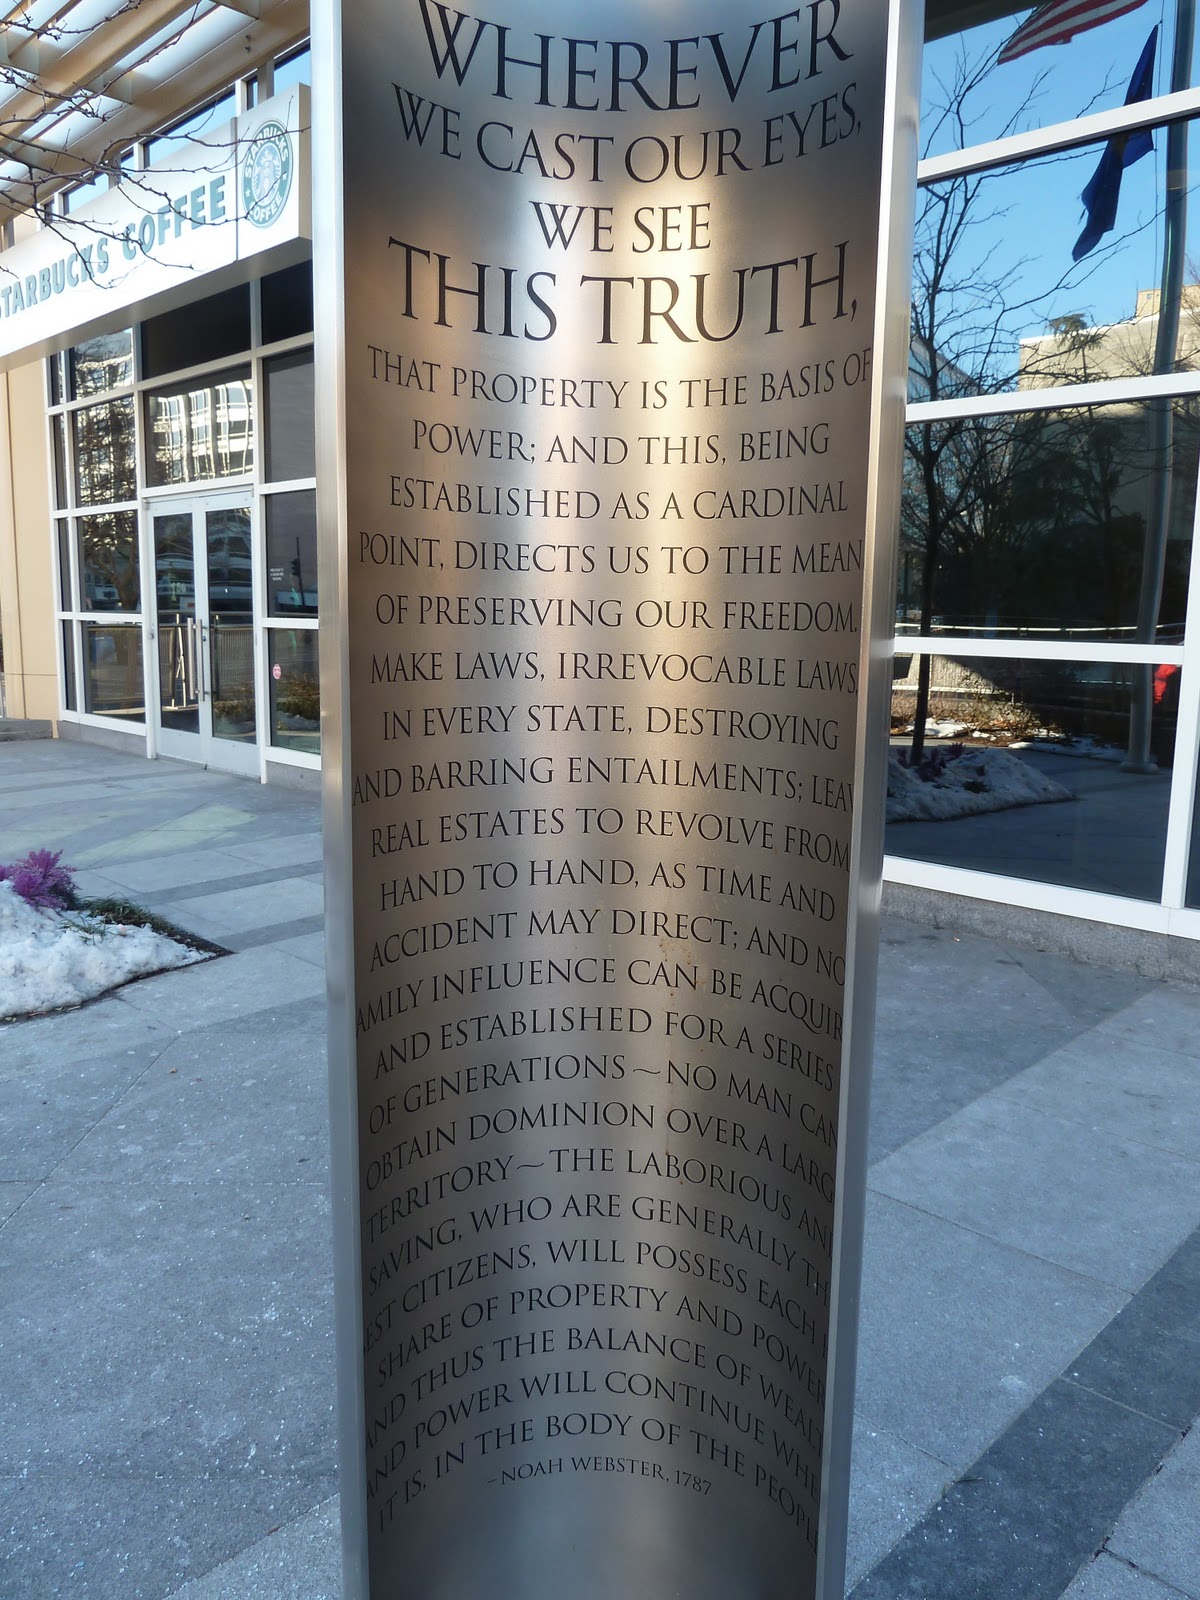 WHEREVER
WE CAST OUR EYES,
WE SEE
THIS TRUTH,
THAT PROPERTY IS THE BASIS OF
POWER; AND THIS, BEING
ESTABLISHED AS A CARDINAL
POINT, DIRECTS US TO THE MEAN
OF PRESERVING OUR FREEDOM.
MAKE LAWS, IRREVOCABLE LAWS,
IN EVERY STATE, DESTROYING
AND BARRING ENTAILMENTS; LEAV
REAL ESTATES TO REVOLVE FROM
HAND TO HAND, AS TIME AND
ACCIDENT MAY DIRECT; AND NO
AMILY INFLUENCE CAN BE ACQUIR
AND ESTABLISHED FOR A SERIES
OF GENERATIONS~NO MAN CAN
OBTAIN DOMINION OVER A LARG
TERRITORY~THE LABORIOUS AND
SAVING, WHO ARE GENERALLY TH
EST CITIZENS, WILL POSSESS EACH
SHARE OF PROPERTY AND POWER
AND THUS THE BALANCE OF WEALT
AND POWER WILL CONTINUE WHE
IT IS, IN THE BODY OF THE PEOPL
-NOAH WEBSTER, 1787
STARBUCKS COFFEE
STARBUCKS COFFEE